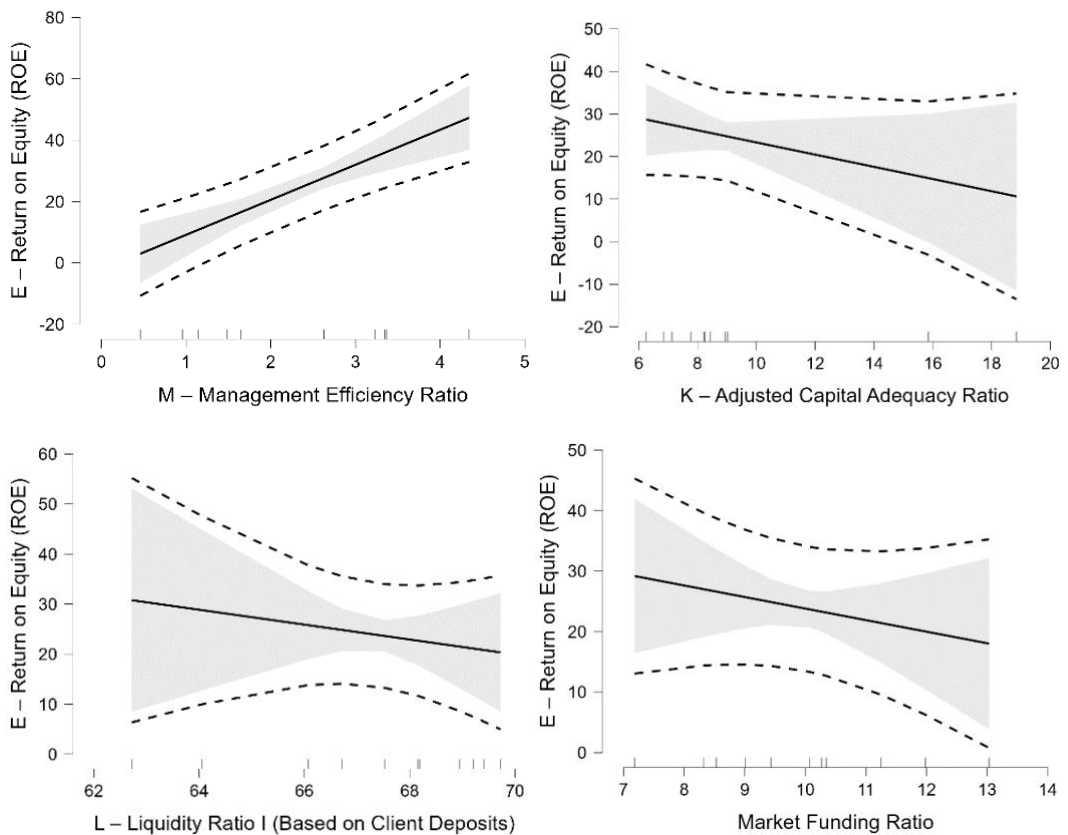 80
60
40
20
0
-20
E – Return on Equity (ROE)
0 1 2 3 4 5
M – Management Efficiency Ratio
50
40
30
20
10
0
-10
-20
E – Return on Equity (ROE)
6 8 10 12 14 16 18 20
K – Adjusted Capital Adequacy Ratio
60
50
40
30
20
10
0
E – Return on Equity (ROE)
62 64 66 68 70
L – Liquidity Ratio I (Based on Client Deposits)
50
40
30
20
10
0
E – Return on Equity (ROE)
7 8 9 10 11 12 13 14
Market Funding Ratio